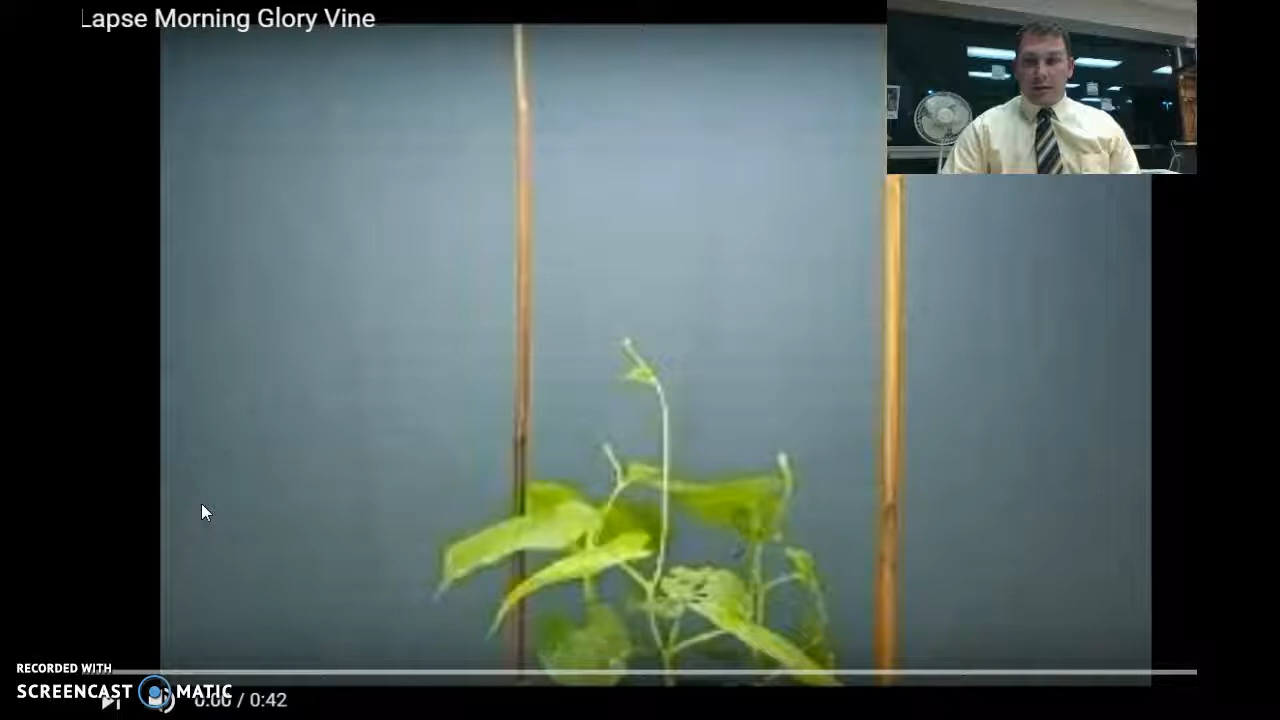 Lapse Morning Glory Vine
RECORDED WITH
SCREENCAST MATIC
0:00 / 0:42